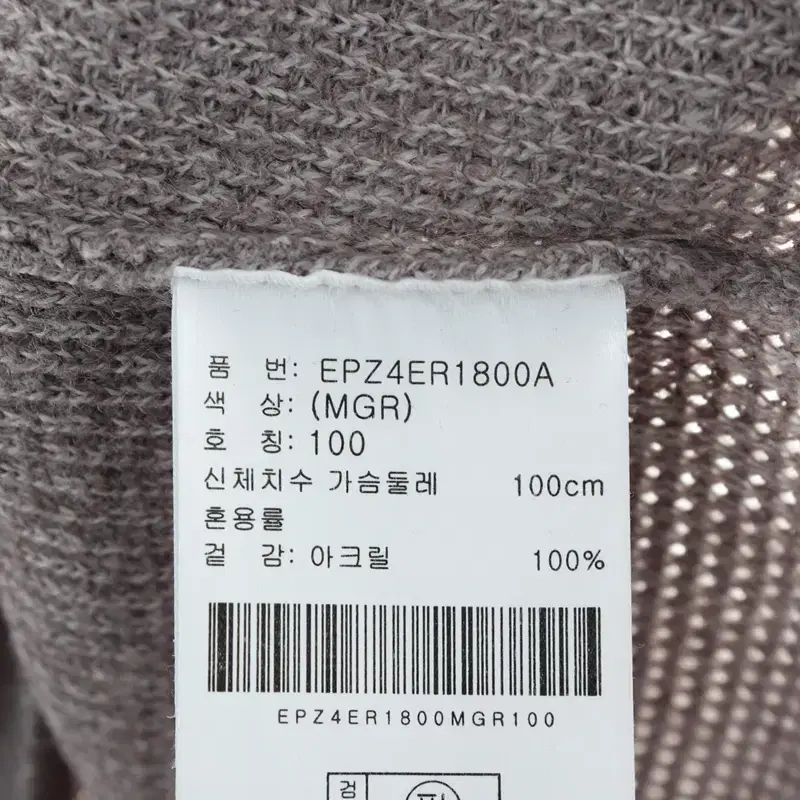 품 번: EPZ4ER1800A
색 상: (MGR)
호 칭: 100
신체치수 가슴둘레 100cm
혼용률
겉 감: 아크릴 100%
EPZ4ER1800MGR100
검